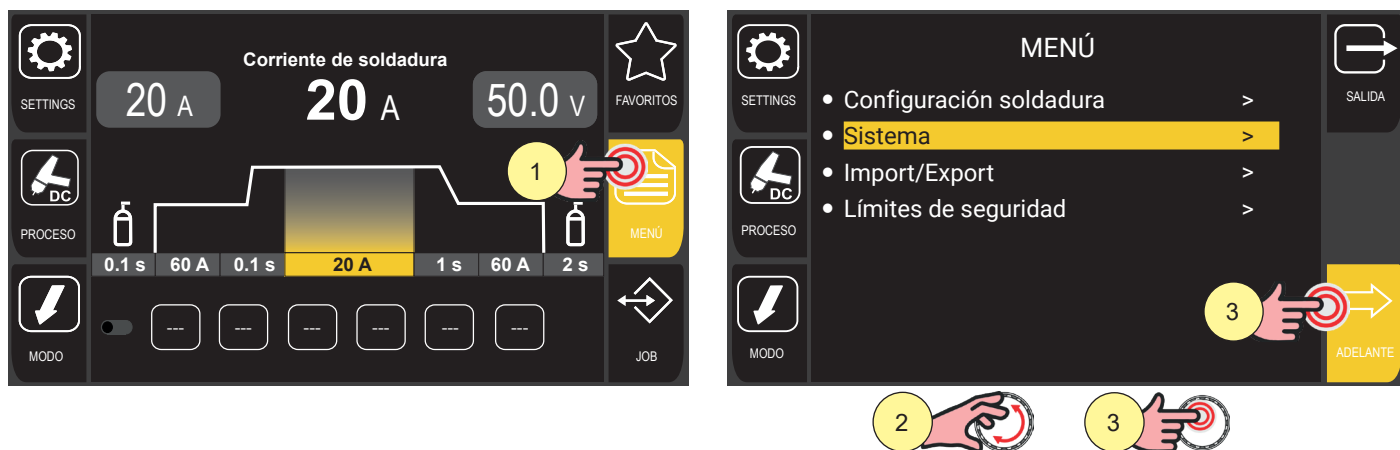 SETTINGS
PROCESO
MODO
DC
Corriente de soldadura
20 A
20 A
50.0 V
0.1 s 60 A 0.1 s 20 A 1 s 60 A 2 s
--- --- --- --- --- ---
FAVORITOS
1
MENÚ
JOB
SETTINGS
PROCESO
MODO
DC
MENÚ
• Configuración soldadura >
• Sistema >
• Import/Export >
• Límites de seguridad >
SALIDA
3
ADELANTE
2
3